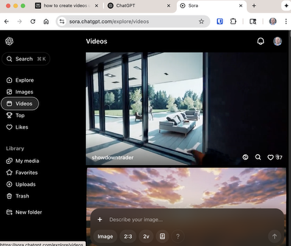 how to create videos
ChatGPT
Sora
sora.chatgpt.com/explore/videos
Search ⌘K
Videos
Explore
Images
Videos
Top
Likes
Library
My media
Favorites
Uploads
Trash
New folder
showdowntrader
Describe your image...
Image 2:3 2v ?
https://sora.chatgpt.com/explore/videos